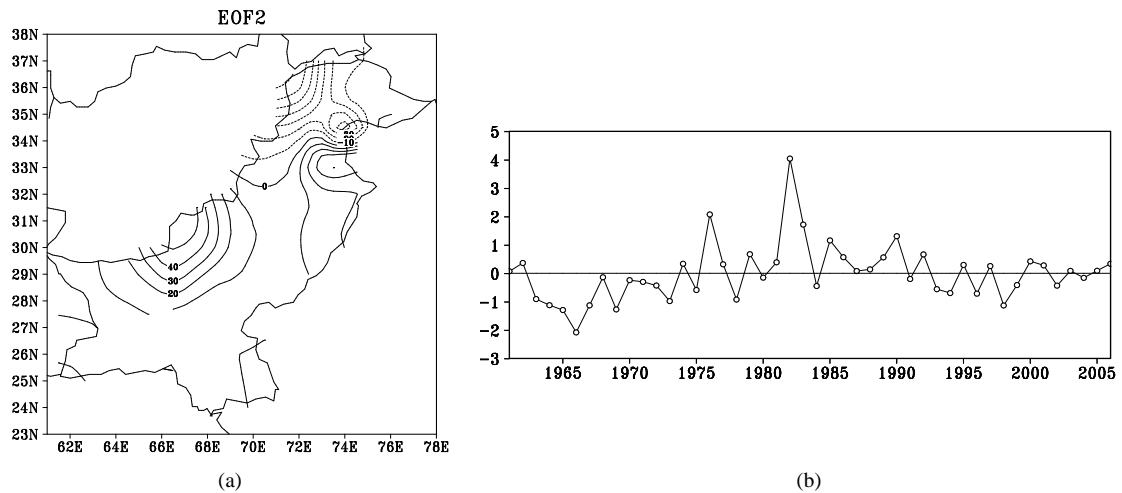 EOF2
38N
37N
36N
35N
34N
33N
32N
31N
30N
29N
28N
27N
26N
25N
24N
23N
62E 64E 66E 68E 70E 72E 74E 76E 78E
-10
0
40
30
20
(a)
5
4
3
2
1
0
-1
-2
-3
1965 1970 1975 1980 1985 1990 1995 2000 2005
(b)